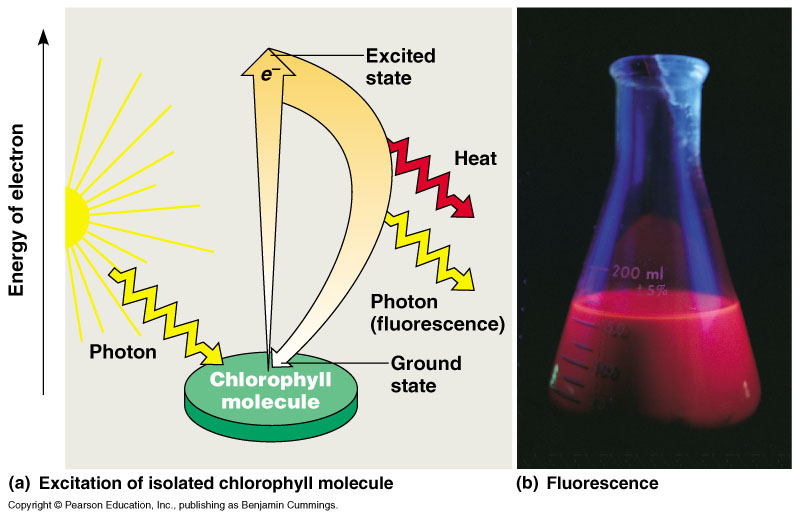 Energy of electron
e–
Excited
state
Heat
Photon
(fluorescence)
Photon
Ground
state
Chlorophyll
molecule
200 ml
± 5%
(a) Excitation of isolated chlorophyll molecule
(b) Fluorescence
Copyright © Pearson Education, Inc., publishing as Benjamin Cummings.